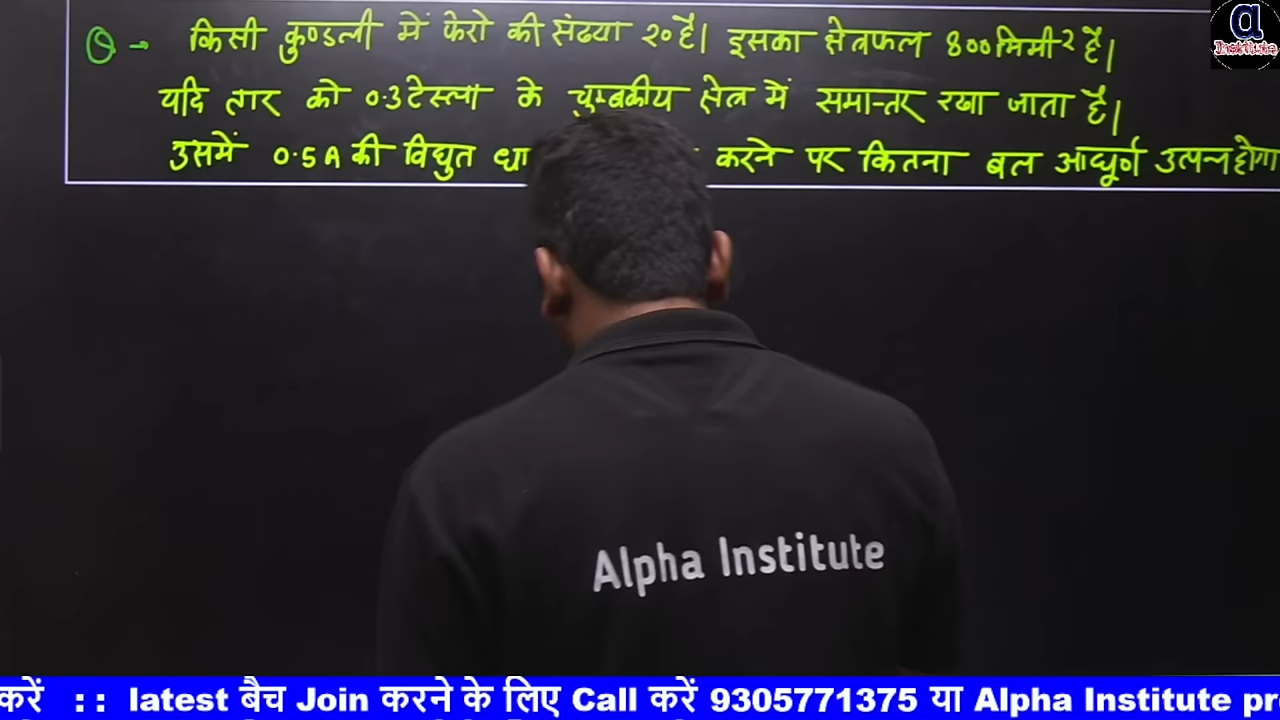 α
Institute
Q → किसी कुण्डली में फेरो की संख्या 20 है। इसका क्षेत्रफल 800 मिमी² है।
यदि तार को 0.3 टेस्ला के चुम्बकीय क्षेत्र में समान्तर रखा जाता है।
उसमें 0.5 A की विद्युत धा करने पर कितना बल आघूर्ण उत्पन्न होगा
Alpha Institute
करें :: latest बैच Join करने के लिए Call करें 9305771375 या Alpha Institute pr